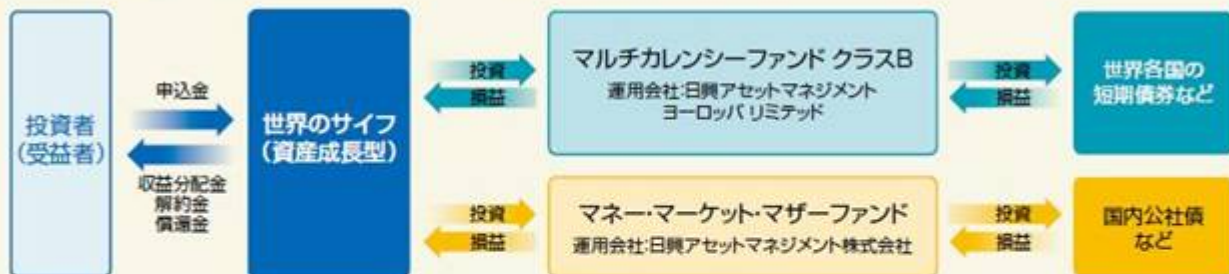 投資者
(受益者)
申込金
収益分配金
解約金
償還金
世界のサイフ
(資産成長型)
投資
損益
マルチカレンシーファンド クラスB
運用会社:日興アセットマネジメント
ヨーロッパ リミテッド
投資
損益
世界各国の
短期債券など
投資
損益
マネー・マーケット・マザーファンド
運用会社:日興アセットマネジメント株式会社
投資
損益
国内公社債
など